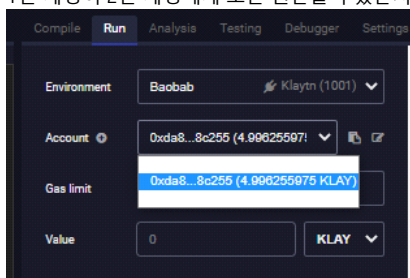 Compile Run Analysis Testing Debugger Settings
Environment Baobab Klaytn (1001)
Account 0xda8...8c255 (4.99625597!
0xda8...8c255 (4.996255975 KLAY)
Gas limit
Value 0 KLAY